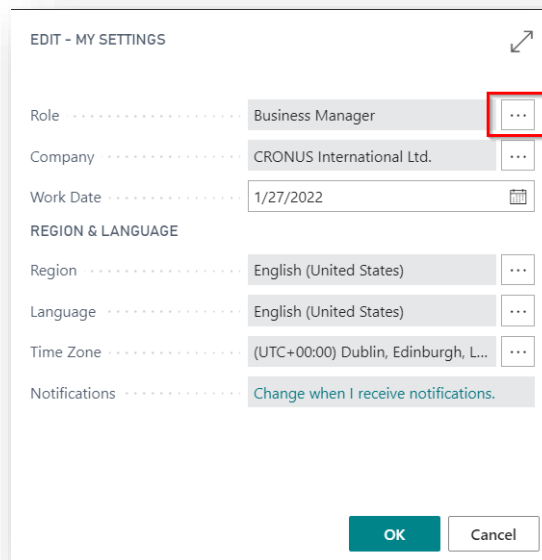 EDIT - MY SETTINGS
Role Business Manager ...
Company CRONUS International Ltd. ...
Work Date 1/27/2022
REGION & LANGUAGE
Region English (United States) ...
Language English (United States) ...
Time Zone (UTC+00:00) Dublin, Edinburgh, L... ...
Notifications Change when I receive notifications.
OK Cancel